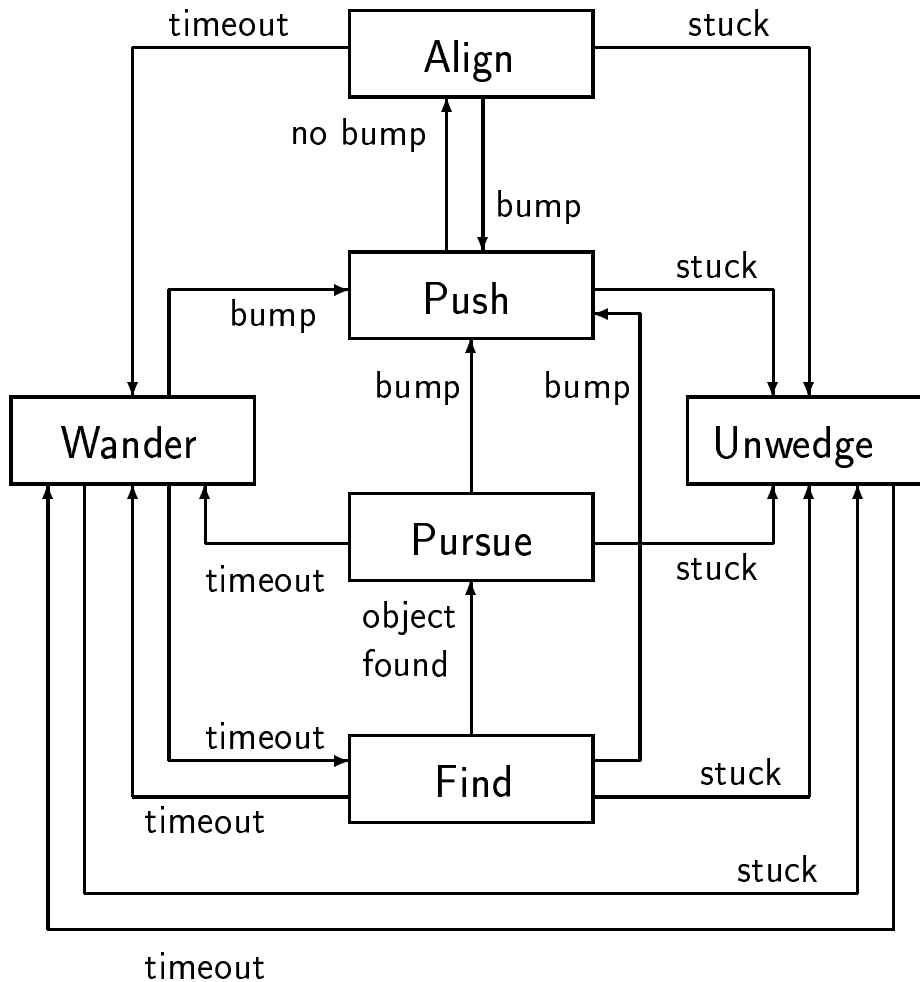 timeout
stuck
Align
no bump
bump
stuck
Push
bump
bump
bump
Wander
Unwedge
Pursue
stuck
timeout
object
found
timeout
stuck
Find
timeout
stuck
timeout